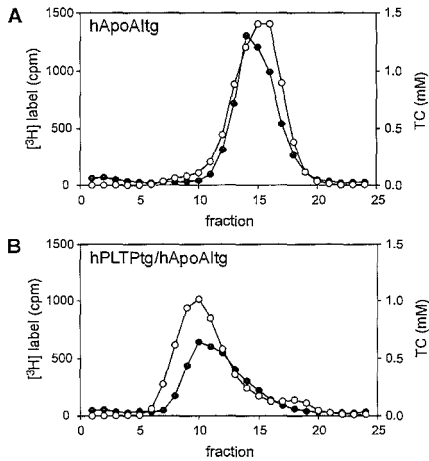 A
hApoAItg
[³H] label (cpm)
1500
1000
500
0
TC (mM)
1.5
1.0
0.5
0.0
0 5 10 15 20 25
fraction
B
hPLTPtg/hApoAItg
[³H] label (cpm)
1500
1000
500
0
TC (mM)
1.5
1.0
0.5
0.0
0 5 10 15 20 25
fraction